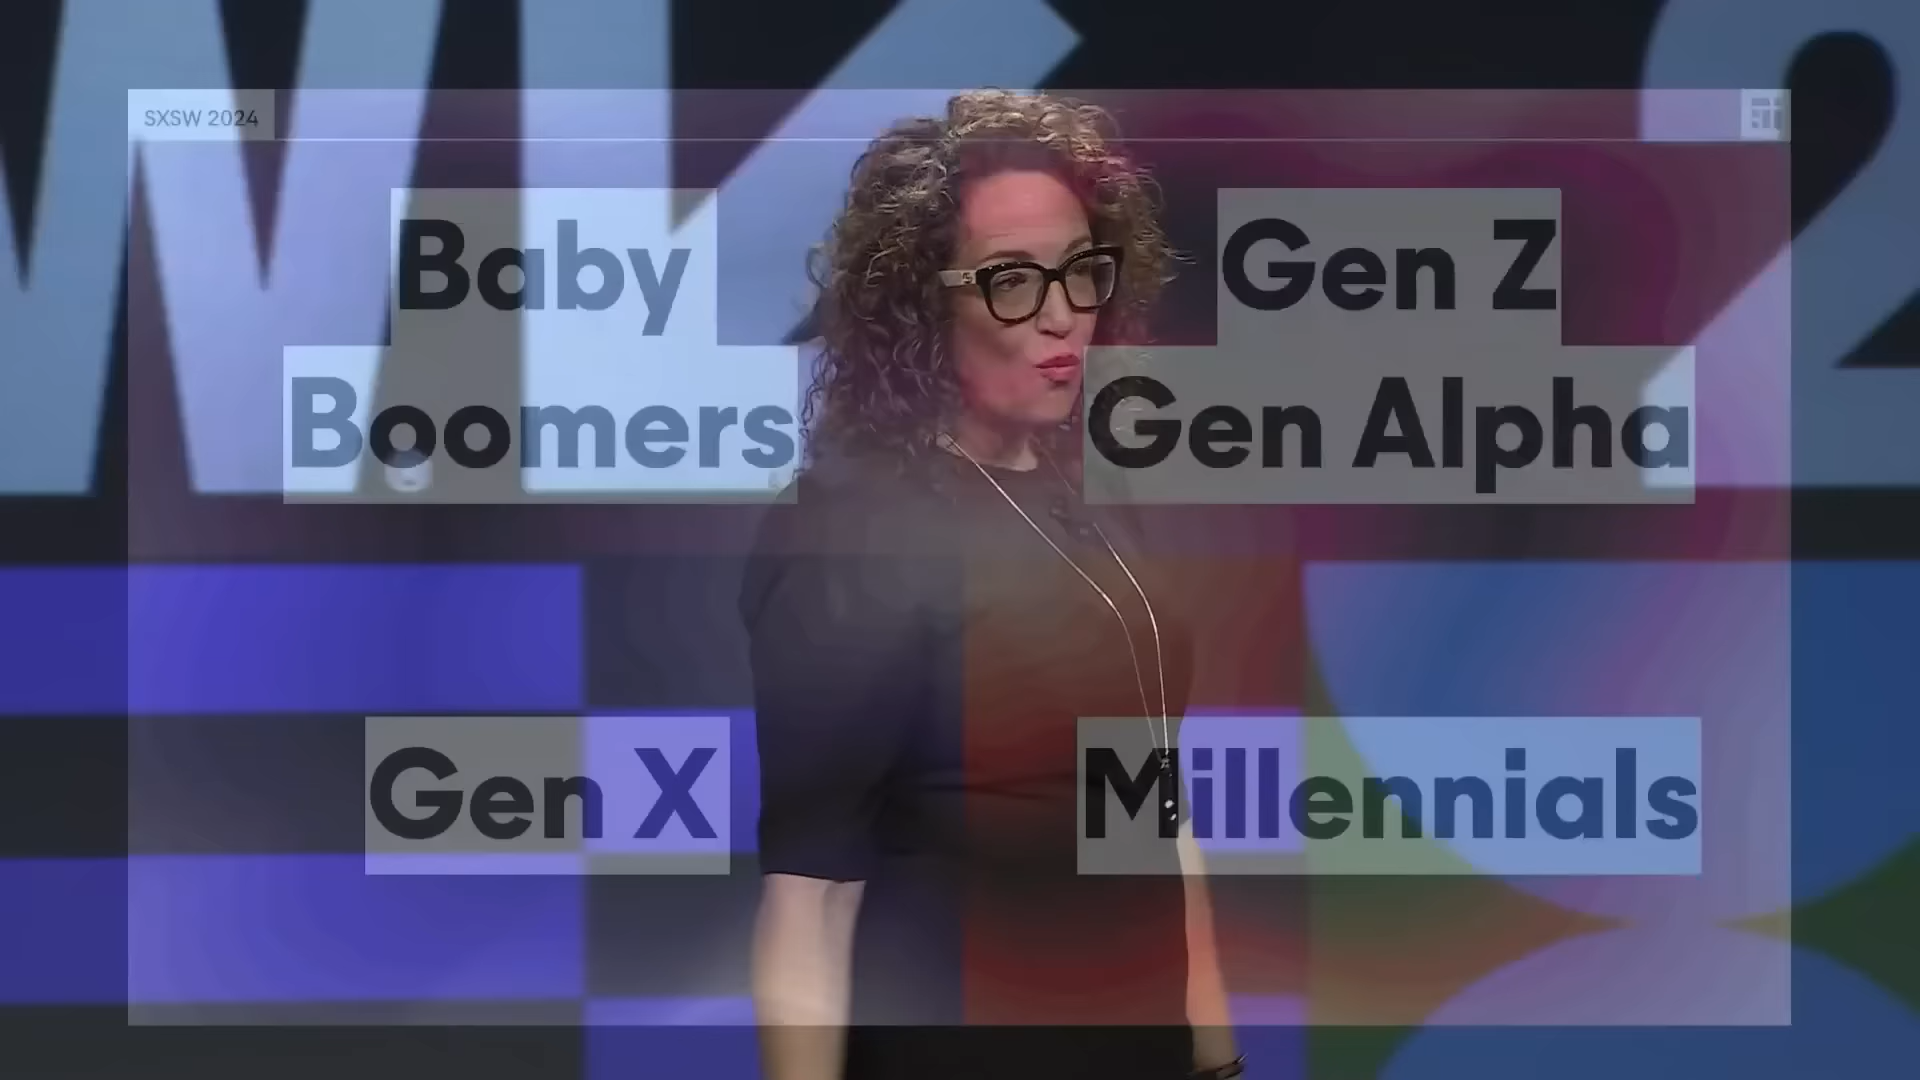 SXSW 2024
Baby
Boomers
Gen Z
Gen Alpha
Gen X
Millennials